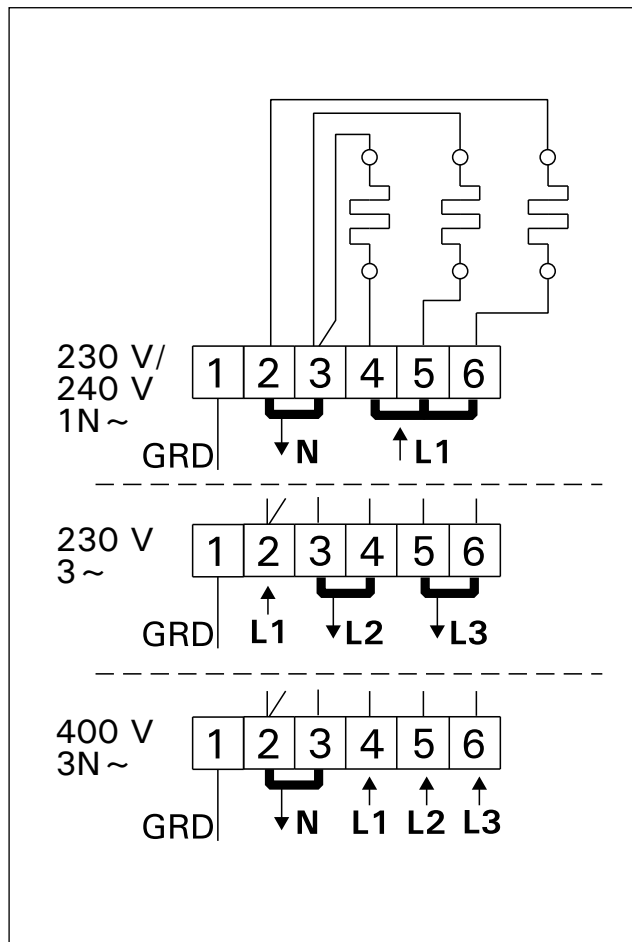 230 V/
240 V
1N~
1 2 3 4 5 6
GRD
N
L1
230 V
3~
1 2 3 4 5 6
GRD
L1
L2
L3
400 V
3N~
1 2 3 4 5 6
GRD
N
L1
L2
L3